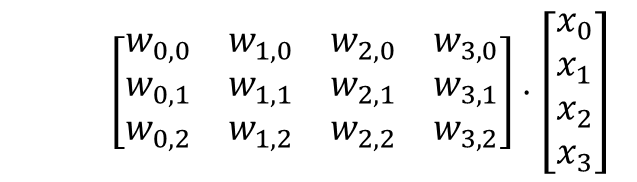 [w0,0 w1,0 w2,0 w3,0
w0,1 w1,1 w2,1 w3,1
w0,2 w1,2 w2,2 w3,2] · [x0
x1
x2
x3]